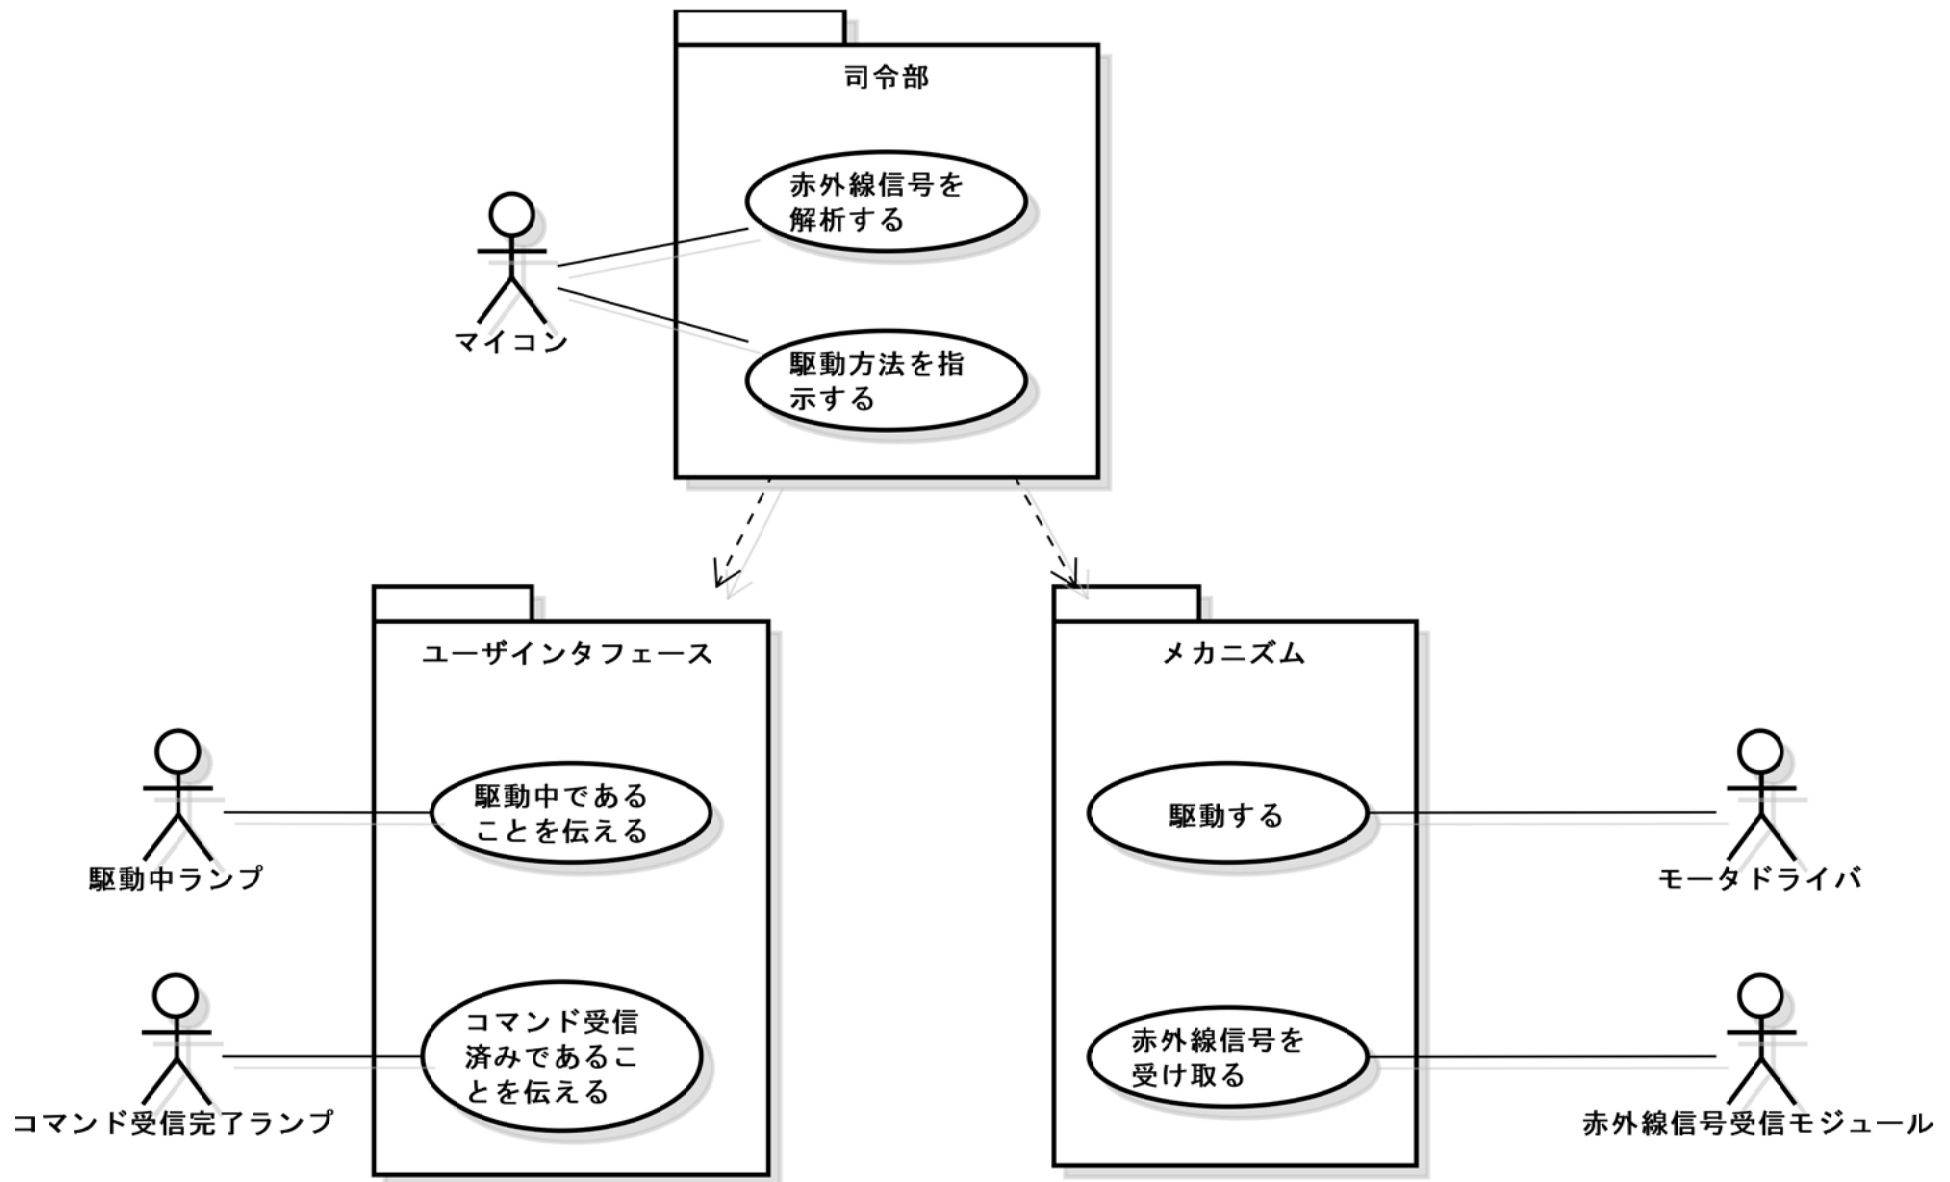 司令部
赤外線信号を
解析する
マイコン
駆動方法を指
示する
ユーザインタフェース
メカニズム
駆動中である
ことを伝える
駆動する
駆動中ランプ
モータドライバ
コマンド受信
済みであるこ
とを伝える
赤外線信号を
受け取る
コマンド受信完了ランプ
赤外線信号受信モジュール